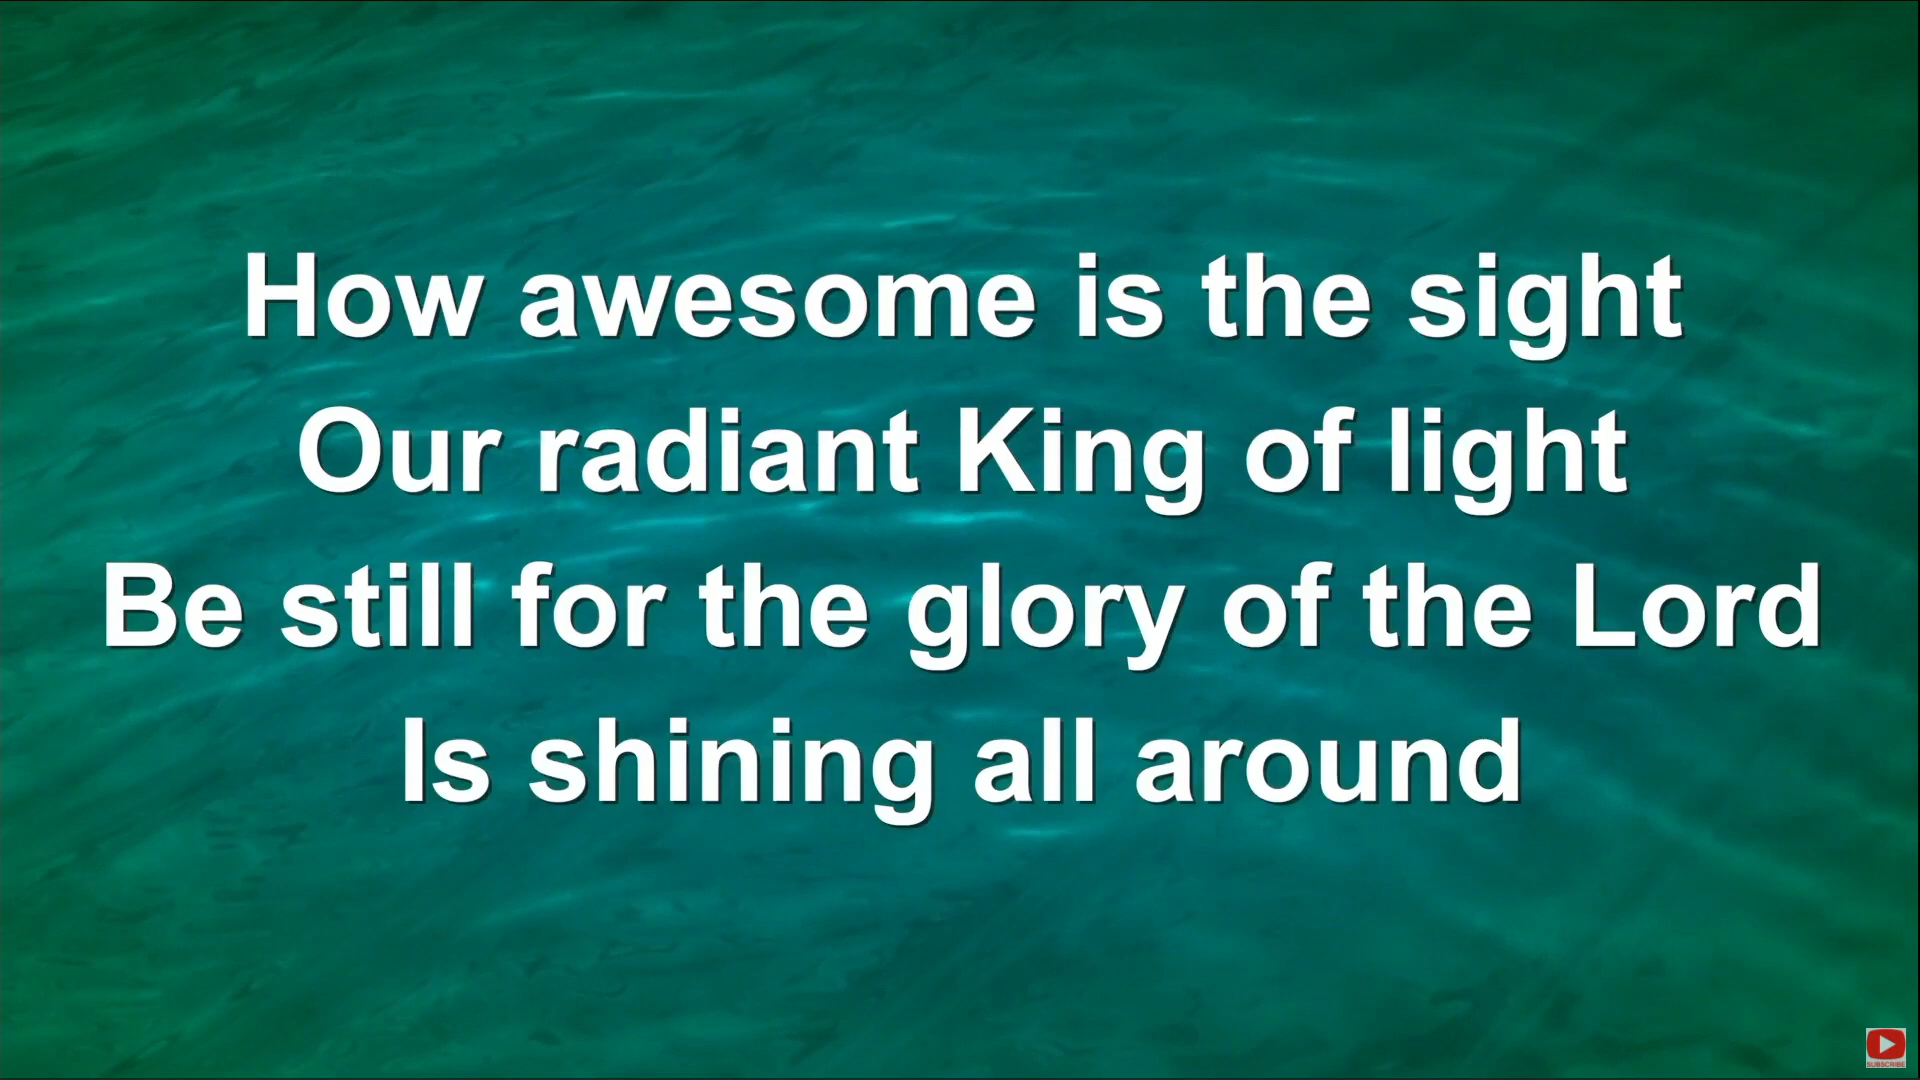 How awesome is the sight
Our radiant King of light
Be still for the glory of the Lord
Is shining all around
SUBSCRIBE